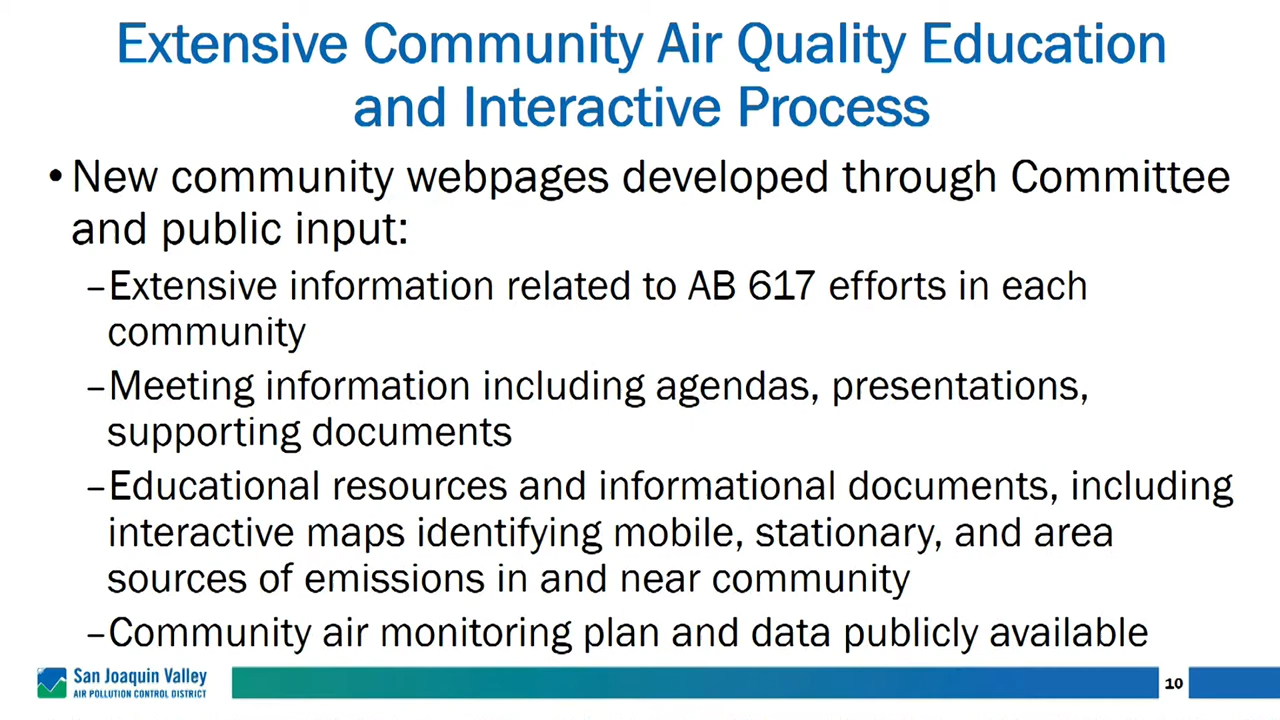 Extensive Community Air Quality Education
and Interactive Process
• New community webpages developed through Committee
and public input:
–Extensive information related to AB 617 efforts in each
community
–Meeting information including agendas, presentations,
supporting documents
–Educational resources and informational documents, including
interactive maps identifying mobile, stationary, and area
sources of emissions in and near community
–Community air monitoring plan and data publicly available
San Joaquin Valley
AIR POLLUTION CONTROL DISTRICT
10